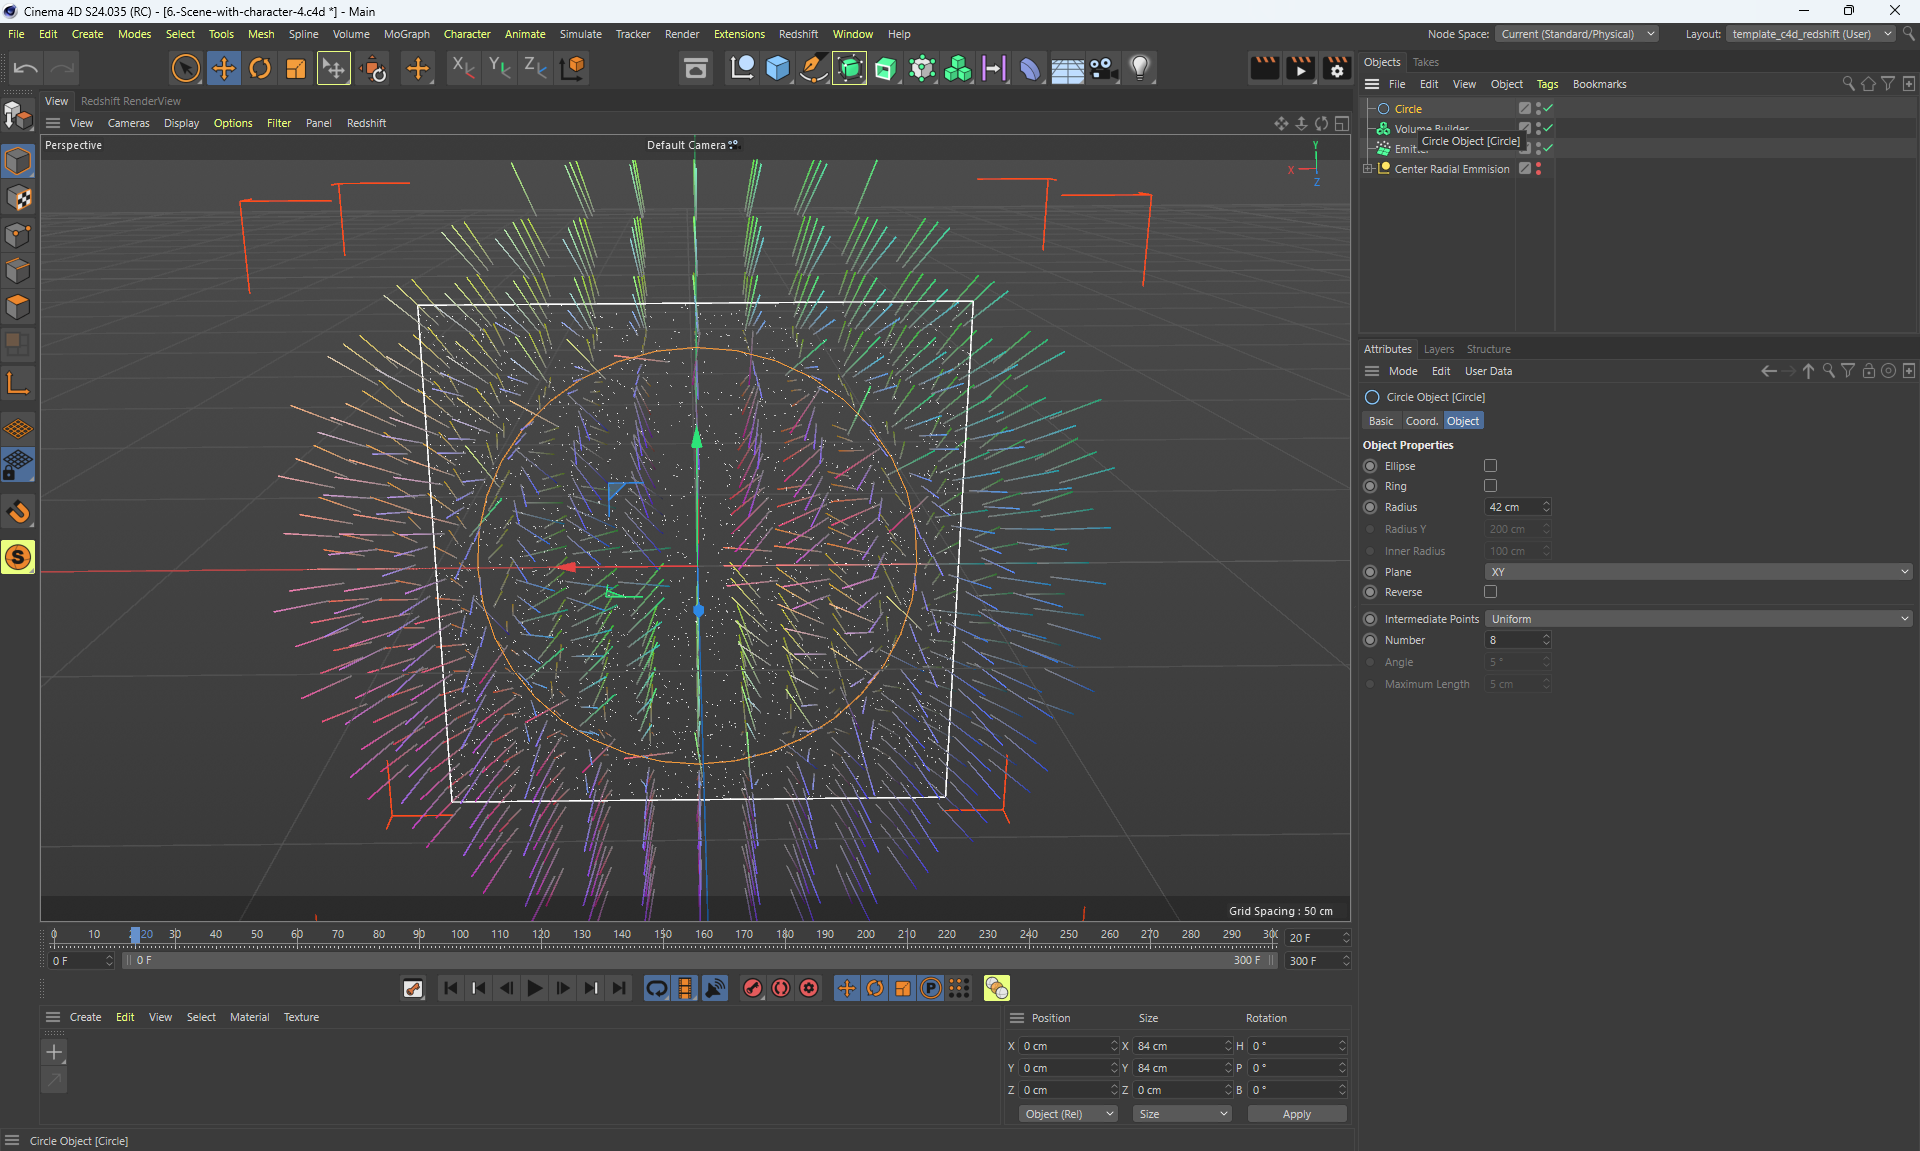 Cinema 4D S24.035 (RC) - [6.-Scene-with-character-4.c4d *] - Main
File Edit Create Modes Select Tools Mesh Spline Volume MoGraph Character Animate Simulate Tracker Render Extensions Redshift Window Help
Node Space: Current (Standard/Physical) Layout: template_c4d_redshift (User)
X Y Z
Objects Takes
File Edit View Object Tags Bookmarks
Circle
Volume Builder
Circle Object [Circle]
Center Radial Emmision
View Redshift RenderView
View Cameras Display Options Filter Panel Redshift
Perspective
Default Camera
Y
X
Z
Grid Spacing : 50 cm
Attributes Layers Structure
Mode Edit User Data
Circle Object [Circle]
Basic Coord. Object
Object Properties
Ellipse
Ring
Radius 42 cm
Radius Y 200 cm
Inner Radius 100 cm
Plane XY
Reverse
Intermediate Points Uniform
Number 8
Angle 5 °
Maximum Length 5 cm
0 10 20 30 40 50 60 70 80 90 100 110 120 130 140 150 160 170 180 190 200 210 220 230 240 250 260 270 280 290 300
20 F
0 F 0 F 300 F 300 F
P
S
Create Edit View Select Material Texture
Position Size Rotation
X 0 cm X 84 cm H 0 °
Y 0 cm Y 84 cm P 0 °
Z 0 cm Z 0 cm B 0 °
Object (Rel) Size Apply
Circle Object [Circle]